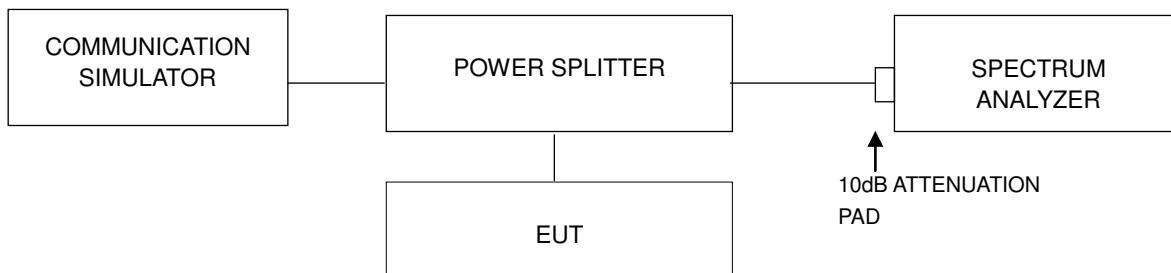 COMMUNICATION
SIMULATOR
POWER SPLITTER
SPECTRUM
ANALYZER
10dB ATTENUATION
PAD
EUT